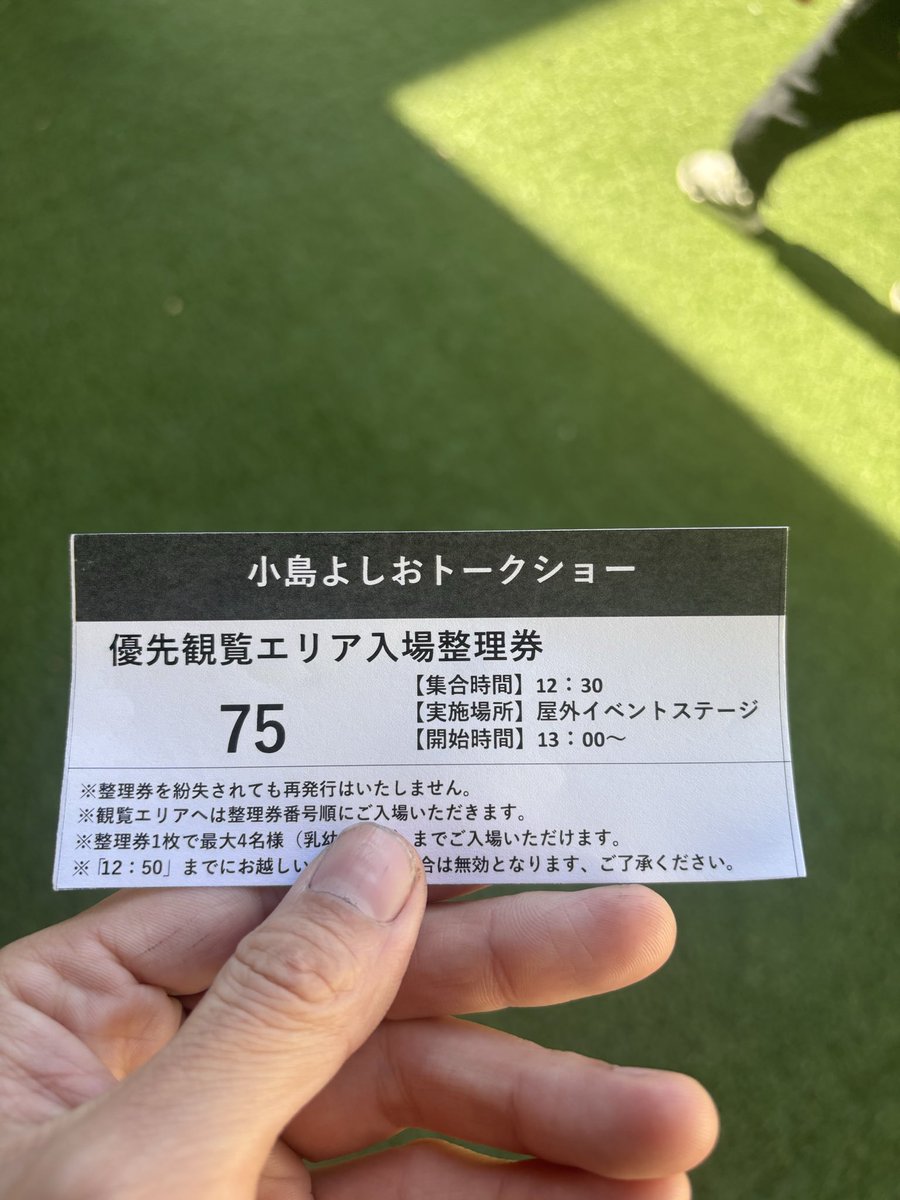 小島よしおトークショー
優先観覧エリア入場整理券
75
【集合時間】12：30
【実施場所】屋外イベントステージ
【開始時間】13：00～
※整理券を紛失されても再発行はいたしません。
※観覧エリアへは整理券番号順にご入場いただきます。
※整理券1枚で最大4名様（乳幼 ）までご入場いただけます。
※「12：50」までにお越しい 合は無効となります、ご了承ください。